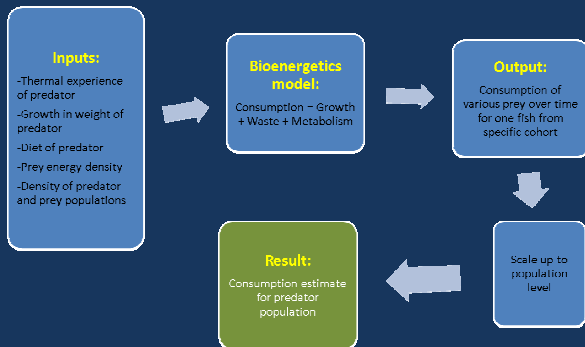 Inputs:
-Thermal experience
of predator
-Growth in weight of
predator
-Diet of predator
-Prey energy density
-Density of predator
and prey populations
Bioenergetics
model:
Consumption = Growth
+ Waste + Metabolism
Output:
Consumption of
various prey over time
for one fish from
specific cohort
Scale up to
population
level
Result:
Consumption estimate
for predator
population